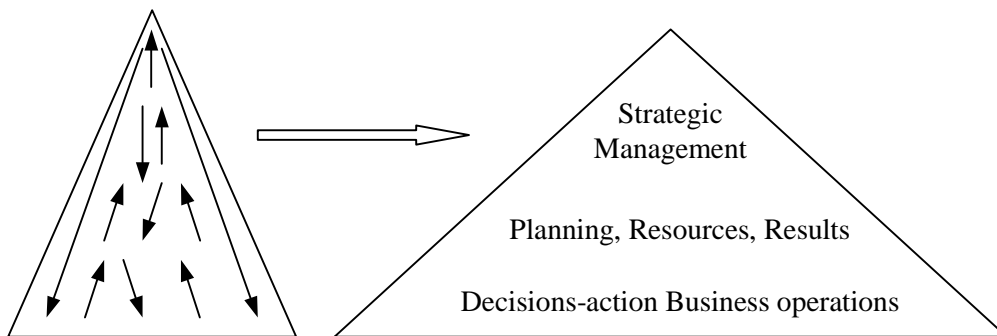 Strategic
Management
Planning, Resources, Results
Decisions-action Business operations